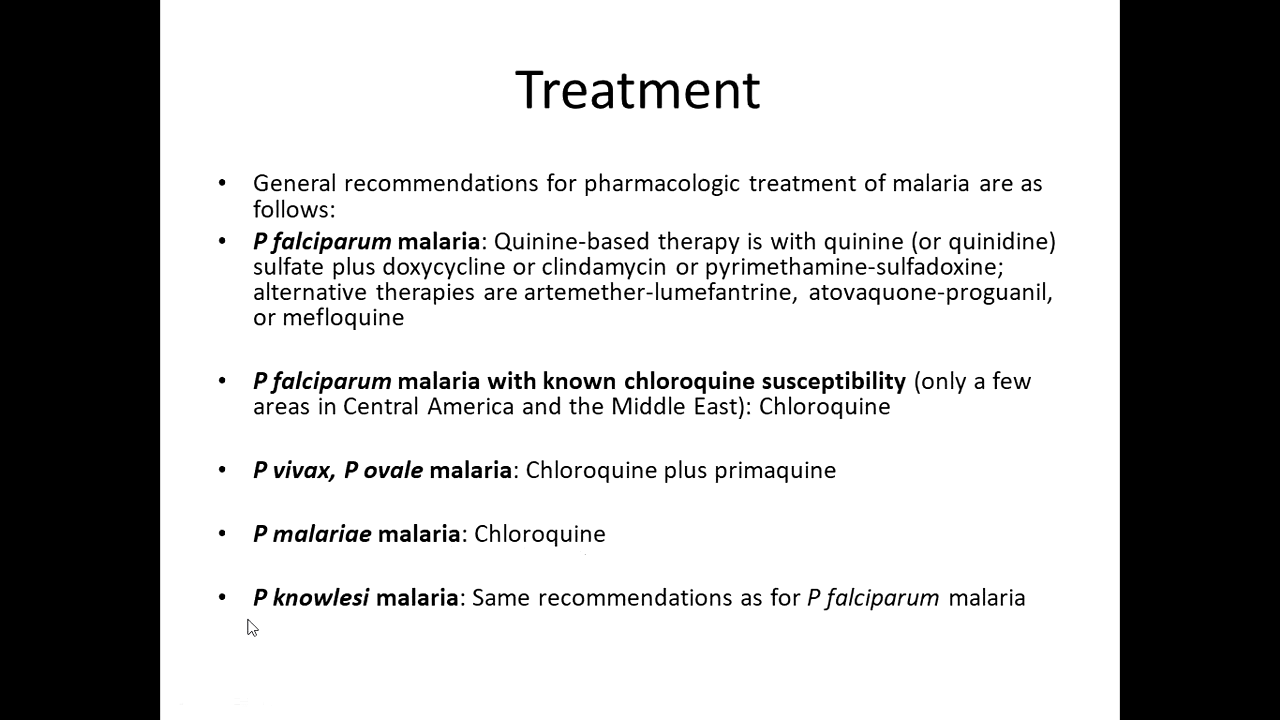 Treatment
• General recommendations for pharmacologic treatment of malaria are as
follows:
• P falciparum malaria: Quinine-based therapy is with quinine (or quinidine)
sulfate plus doxycycline or clindamycin or pyrimethamine-sulfadoxine;
alternative therapies are artemether-lumefantrine, atovaquone-proguanil,
or mefloquine
• P falciparum malaria with known chloroquine susceptibility (only a few
areas in Central America and the Middle East): Chloroquine
• P vivax, P ovale malaria: Chloroquine plus primaquine
• P malariae malaria: Chloroquine
• P knowlesi malaria: Same recommendations as for P falciparum malaria